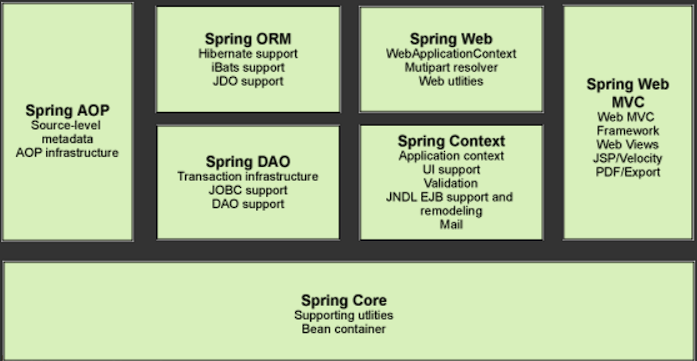 Spring AOP
Source-level
metadata
AOP infrastructure
Spring ORM
Hibernate support
iBats support
JDO support
Spring DAO
Transaction infrastructure
JOBC support
DAO support
Spring Web
WebApplicationContext
Mutipart resolver
Web utlities
Spring Context
Application context
UI support
Validation
JNDL EJB support and
remodeling
Mail
Spring Web
MVC
Web MVC
Framework
Web Views
JSP/Velocity
PDF/Export
Spring Core
Supporting utlities
Bean container